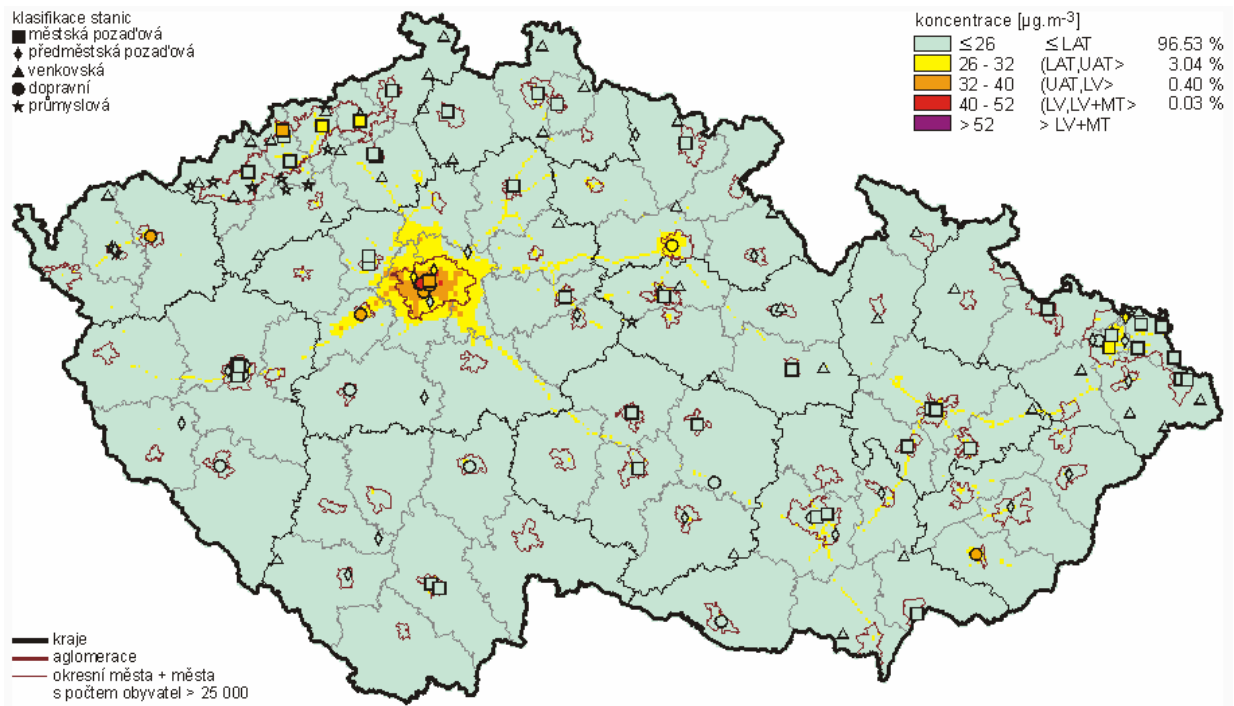 klasifikace stanic
městská pozaďová
předměstská pozaďová
venkovská
dopravní
průmyslová
koncentrace [µg.m-3]
≤26 ≤LAT 96.53 %
26 - 32 (LAT,UAT> 3.04 %
32 - 40 (UAT,LV> 0.40 %
40 - 52 (LV,LV+MT> 0.03 %
> 52 > LV+MT
kraje
aglomerace
okresní města + města
s počtem obyvatel > 25 000